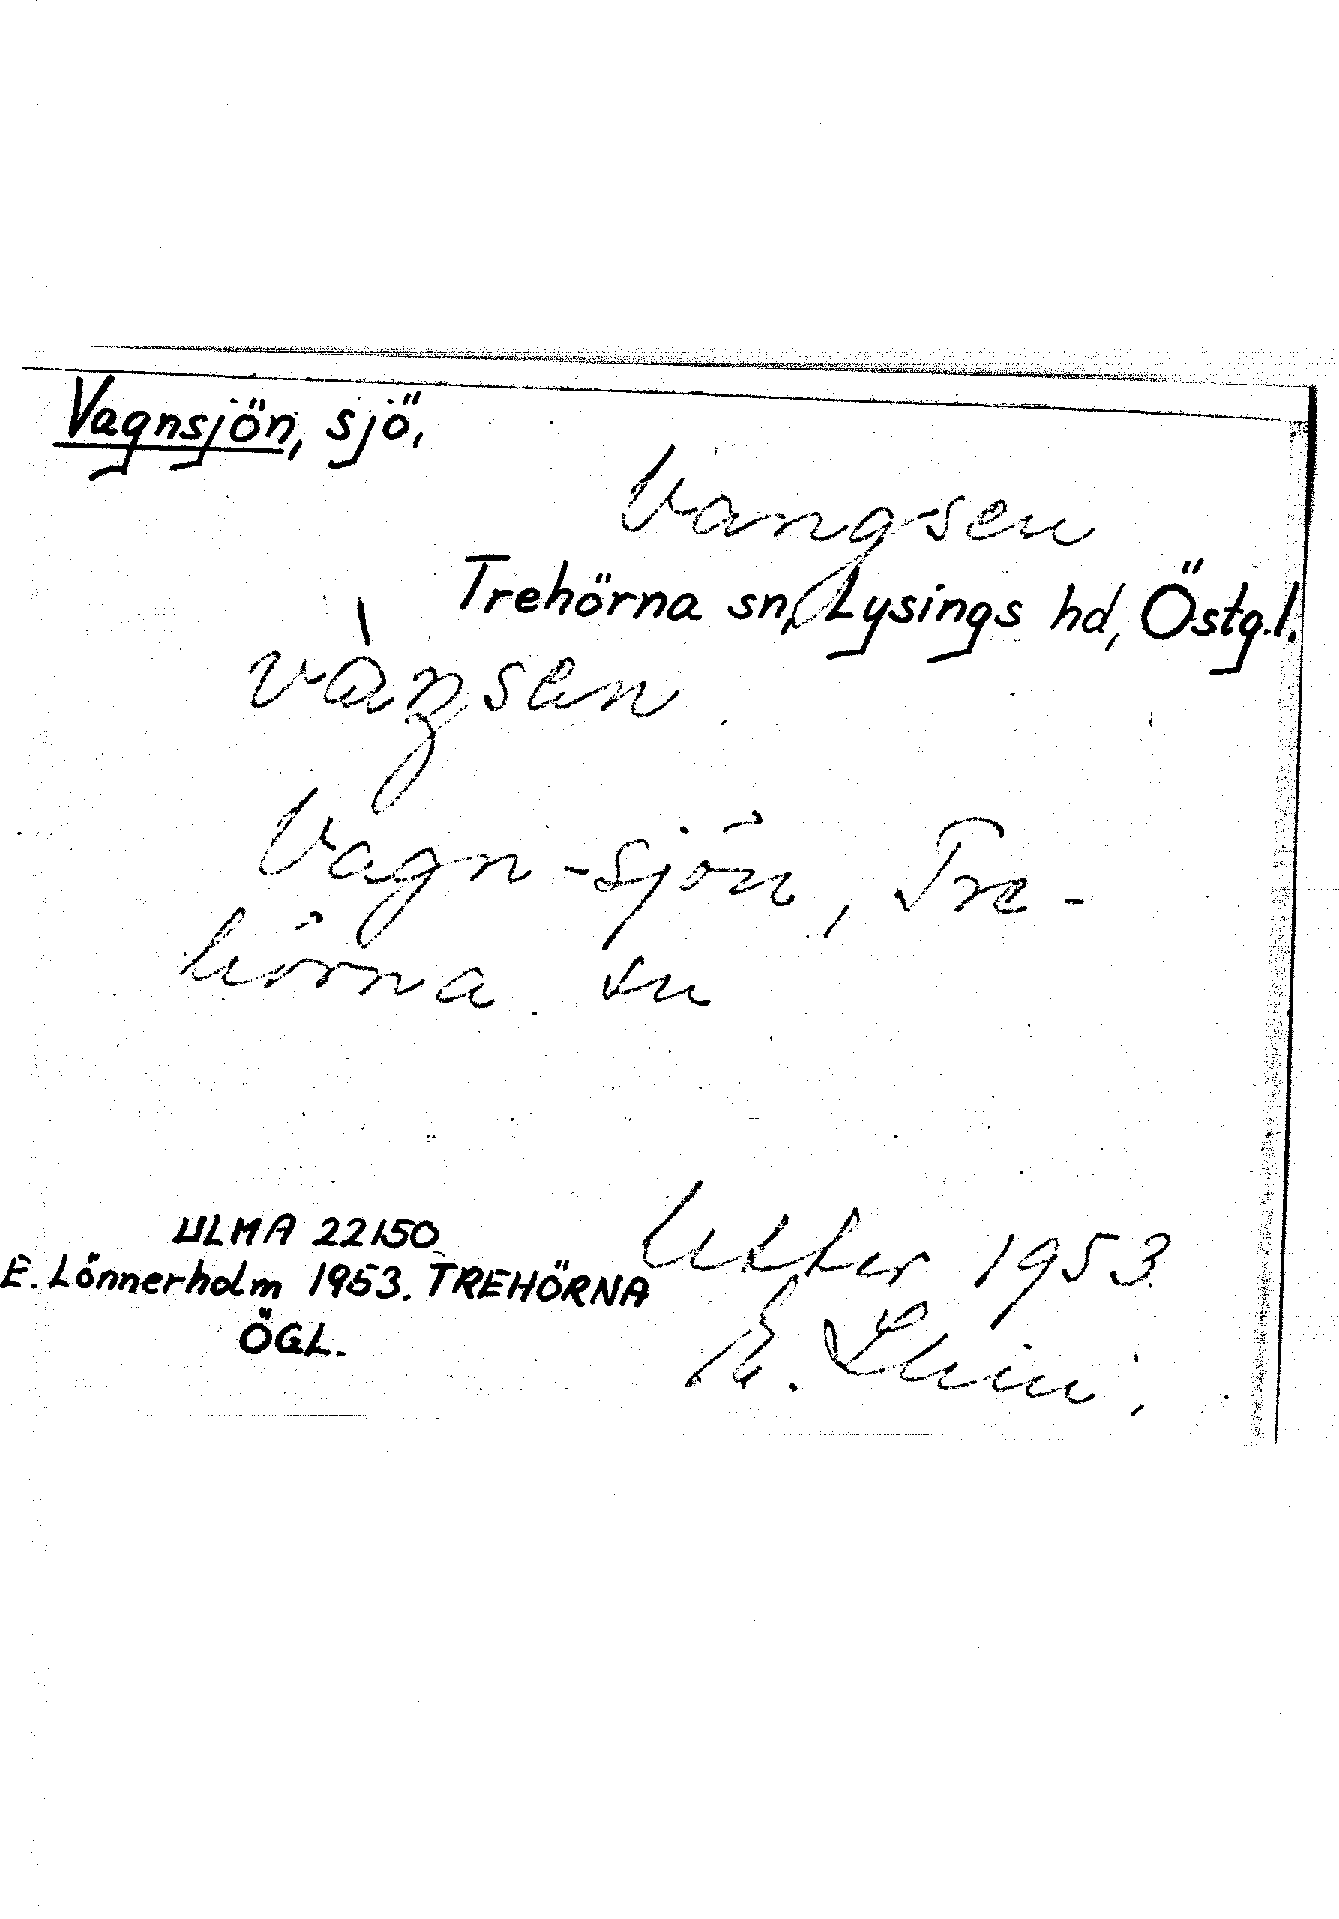 Vagnsjön, sjö,
Vangsen
Trehörna sn, Lysings hd, Östg.l.
vàŋsen
Vagn-sjön, Tre-
hörna sn
ULMA 22150
E. Lönnerholm 1953. TREHÖRNA
ÖGL.
1953
E.